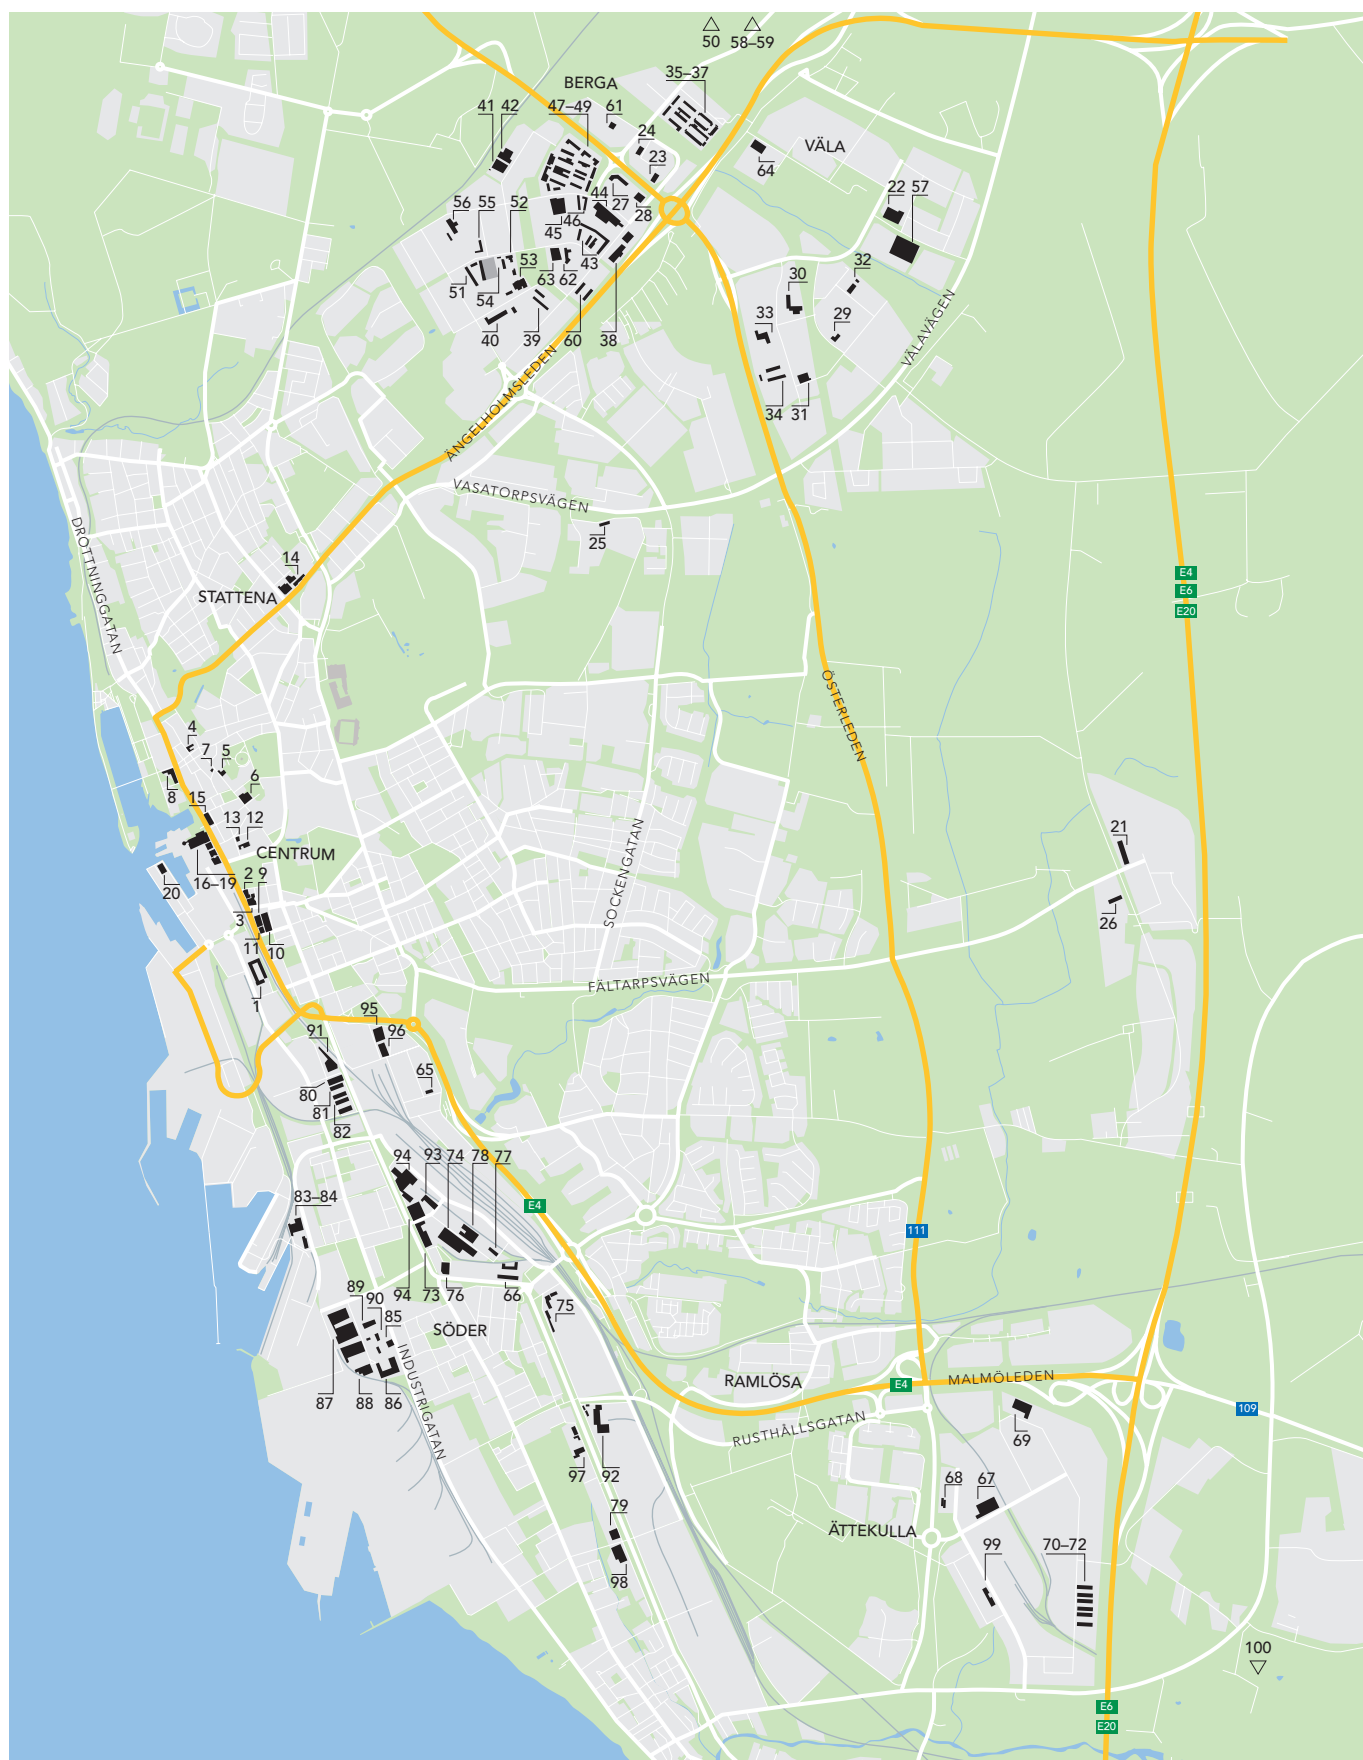 50 58–59
35–37
BERGA
41 42
47–49 61
24
23
VÄLA
64
22 57
44
27
28
56 55 52
46
45
43
53
63 62
51
54
40
39 60 38
30
32
33
29
34 31
VÄLAVÄGEN
ÄNGELHOLMSLEDEN
VASATORPSVÄGEN
25
DROTTNINGGATAN
14
STATTENA
E4
E6
E20
ÖSTERLEDEN
4
7 5
6
8
15
13 12
CENTRUM
16–19
20
2 9
3
11 10
1
SOCKENGATAN
21
26
FÄLTARPSVÄGEN
95
96
91
65
80
81
82
94 93 74 78 77
E4
83–84
111
94 73 76 66
89
90
85
SÖDER
75
87 88 86
INDUSTRIGATAN
RAMLÖSA
E4
MALMÖLEDEN
RUSTHÅLLSGATAN
109
69
97 92
68 67
79
ÄTTEKULLA
98
99 70–72
100
E6
E20